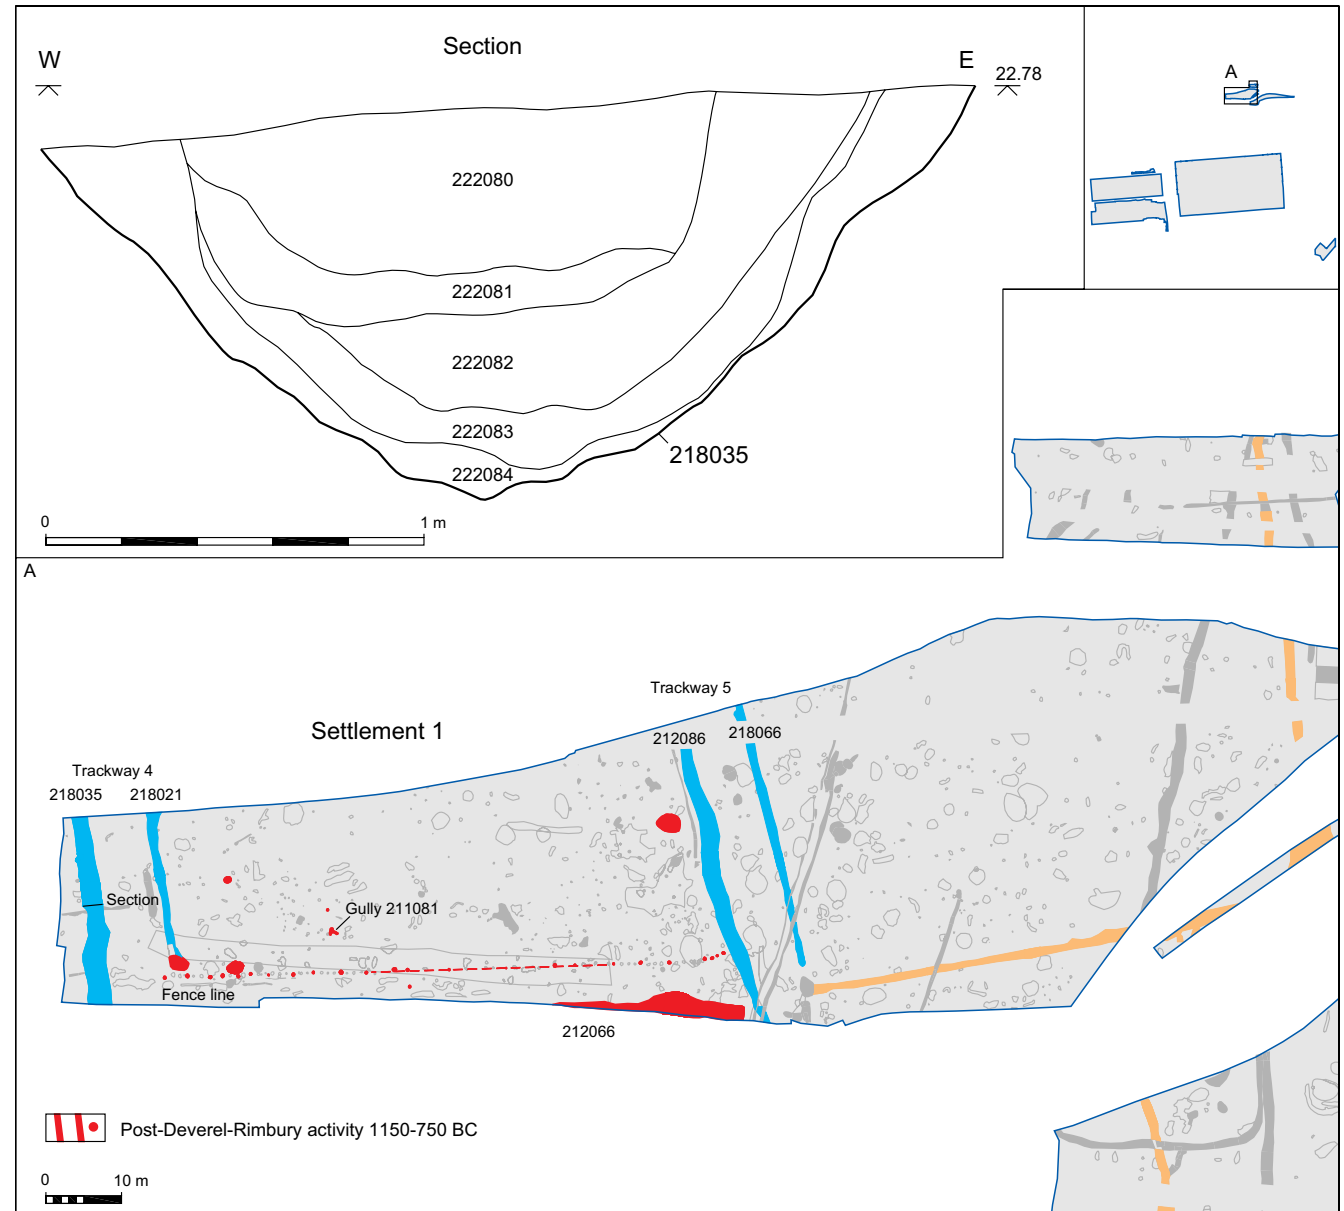 Section
W
E
22.78
A
222080
222081
222082
222083
222084
218035
0 1 m
A
Trackway 5
Settlement 1
212086 218066
Trackway 4
218035 218021
Section
Gully 211081
Fence line
212066
Post-Deverel-Rimbury activity 1150-750 BC
0 10 m